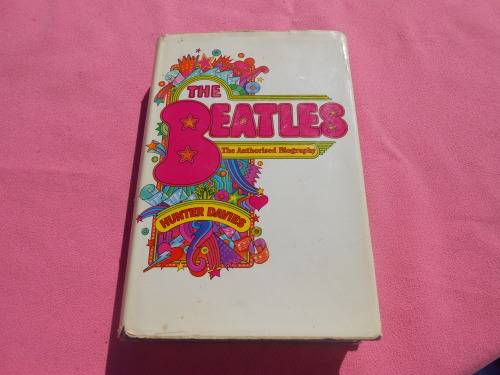 THE
BEATLES
The Authorised Biography
HUNTER DAVIES